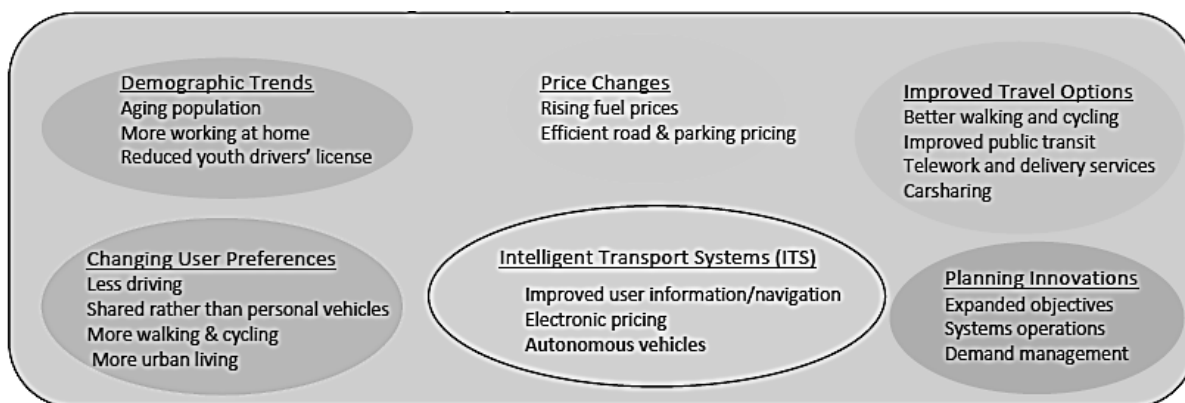 Demographic Trends
Aging population
More working at home
Reduced youth drivers' license
Price Changes
Rising fuel prices
Efficient road & parking pricing
Improved Travel Options
Better walking and cycling
Improved public transit
Telework and delivery services
Carsharing
Changing User Preferences
Less driving
Shared rather than personal vehicles
More walking & cycling
More urban living
Intelligent Transport Systems (ITS)
Improved user information/navigation
Electronic pricing
Autonomous vehicles
Planning Innovations
Expanded objectives
Systems operations
Demand management